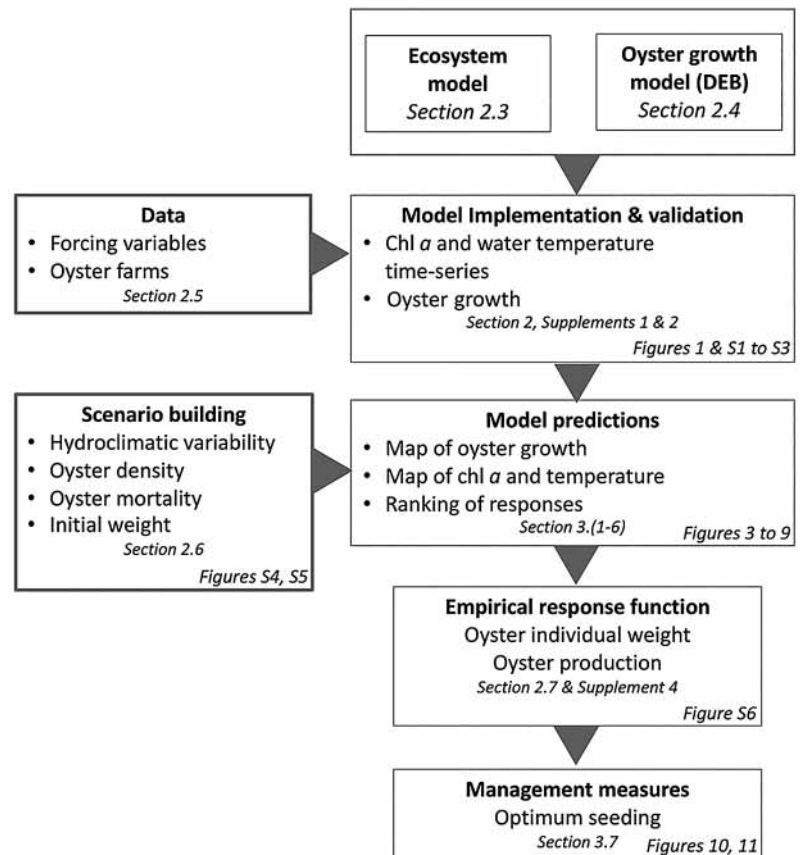 Ecosystem
model
Section 2.3
Oyster growth
model (DEB)
Section 2.4
Data
• Forcing variables
• Oyster farms
Section 2.5
Model Implementation & validation
• Chl a and water temperature
time-series
• Oyster growth
Section 2, Supplements 1 & 2
Figures 1 & S1 to S3
Scenario building
• Hydroclimatic variability
• Oyster density
• Oyster mortality
• Initial weight
Section 2.6
Figures S4, S5
Model predictions
• Map of oyster growth
• Map of chl a and temperature
• Ranking of responses
Section 3.(1-6)
Figures 3 to 9
Empirical response function
Oyster individual weight
Oyster production
Section 2.7 & Supplement 4
Figure S6
Management measures
Optimum seeding
Section 3.7
Figures 10, 11